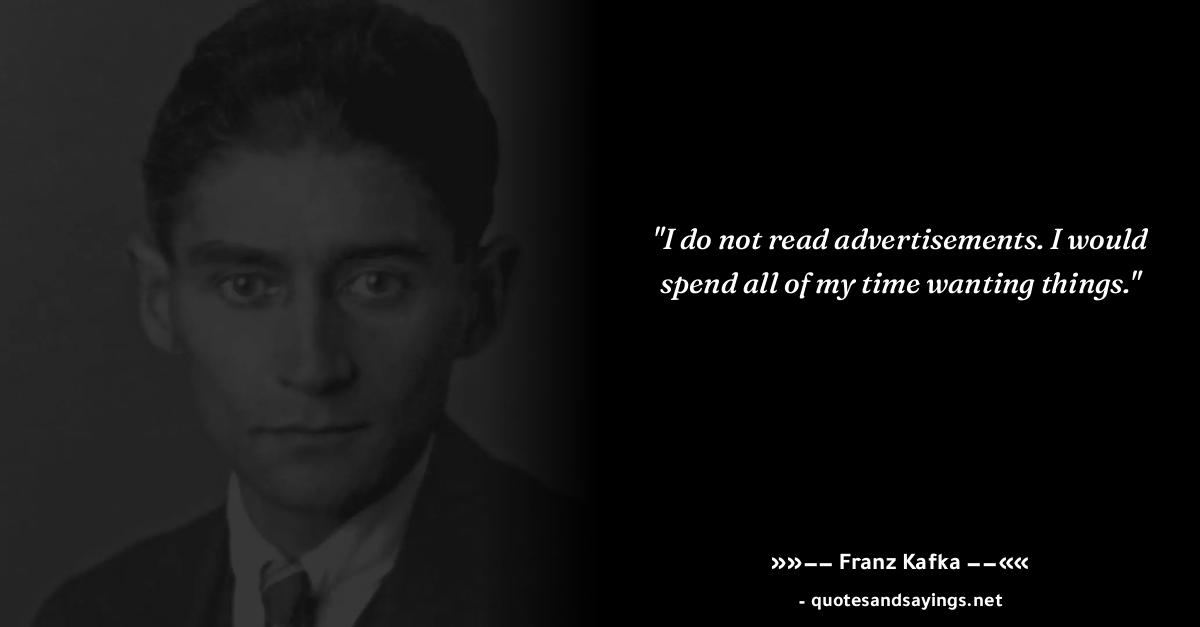 "I do not read advertisements. I would
spend all of my time wanting things."
»»–– Franz Kafka ––««
- quotesandsayings.net